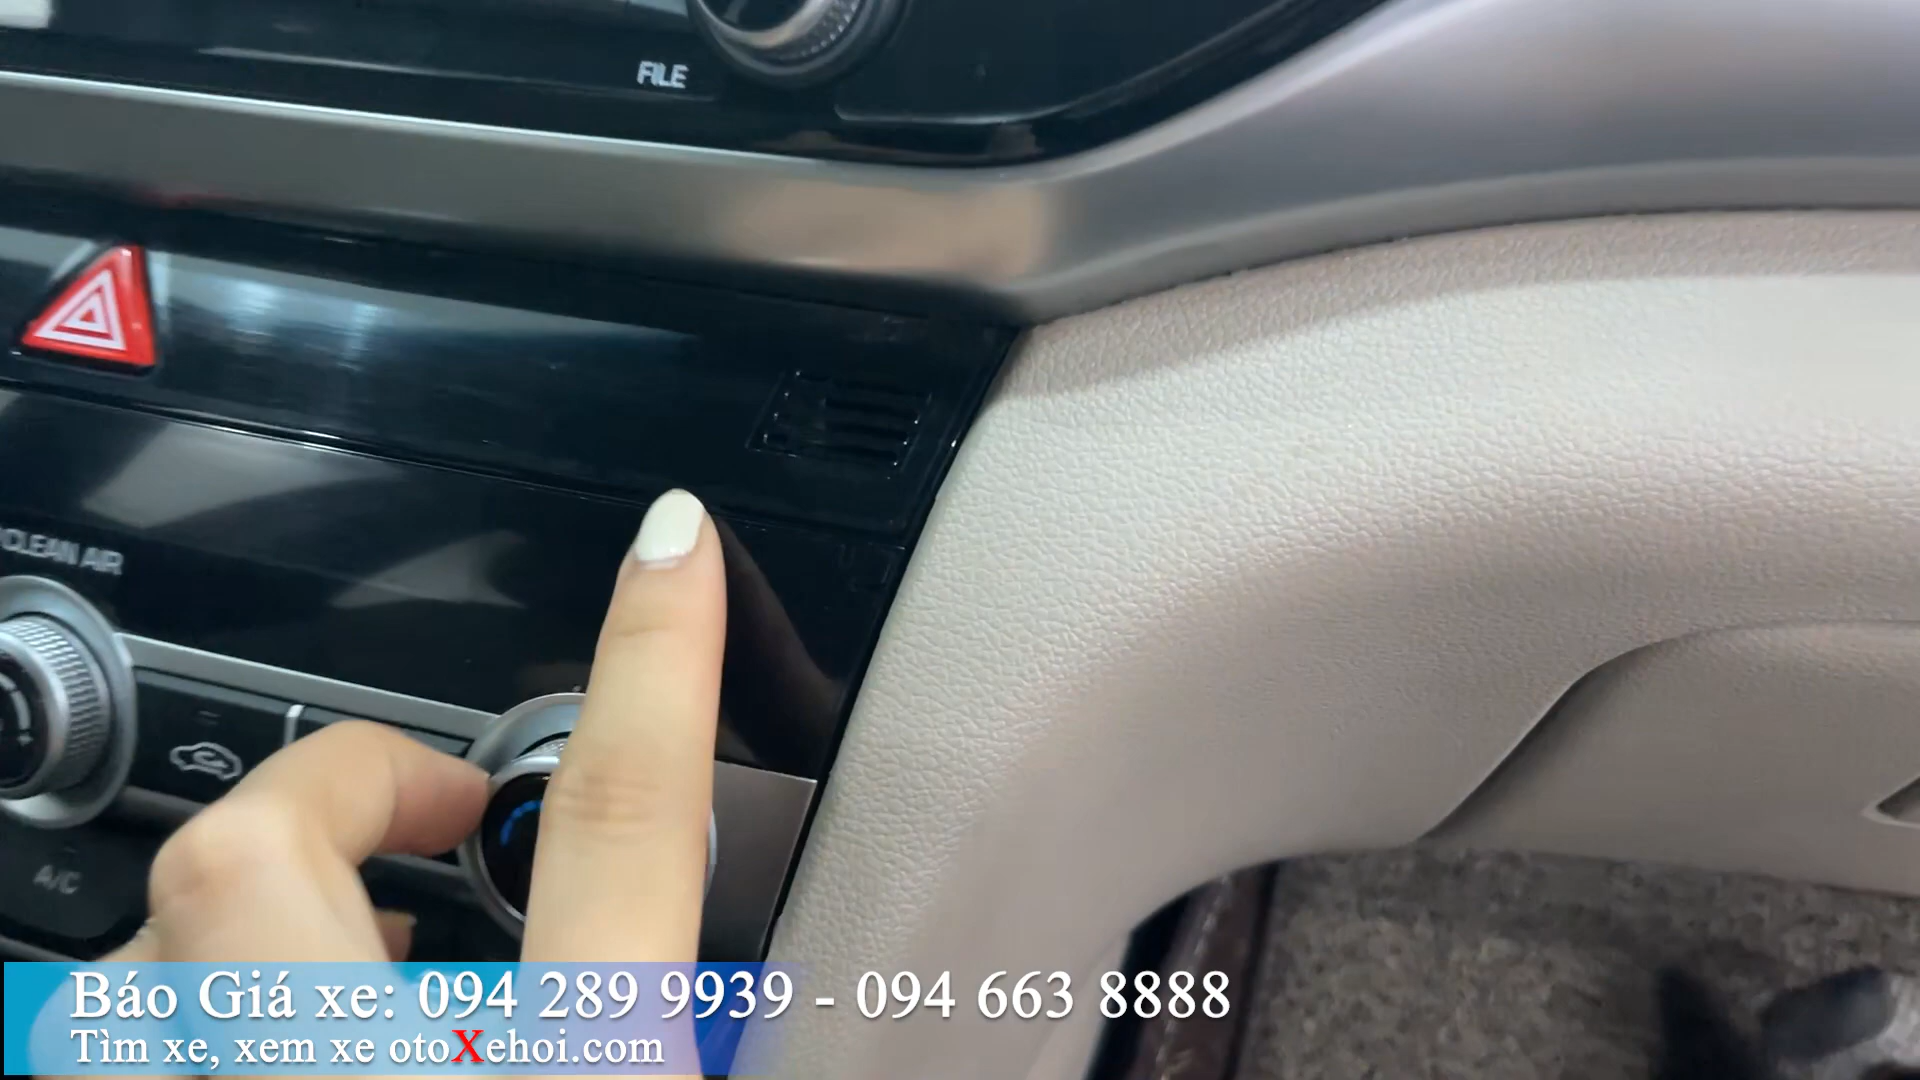 FILE
CLEAN AIR
A/C
Báo Giá xe: 094 289 9939 - 094 663 8888
Tìm xe, xem xe otoXehoi.com